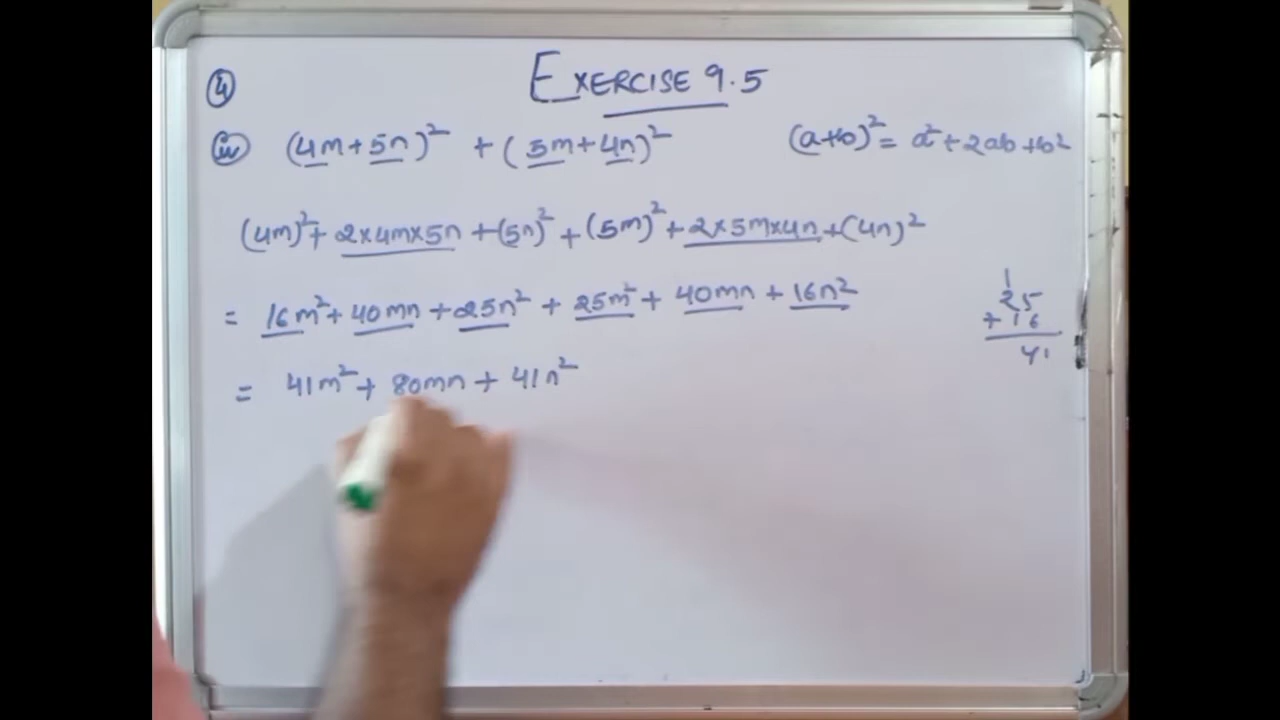 EXERCISE 9.5
④
iv (4m+5n)² + (5m+4n)² (a+b)² = a²+2ab+b²
(4m)²+ 2×4m×5n +(5n)² + (5m)² + 2×5m×4n +(4n)²
= 16m²+ 40mn +25n² + 25m² + 40mn + 16n²
1
25
+16
41
= 41m² + 80mn + 41n²